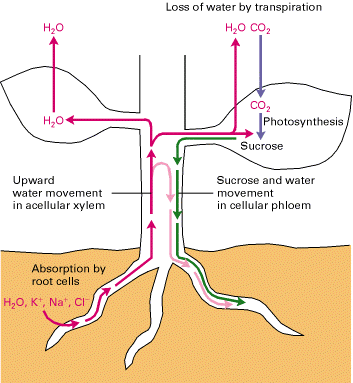 Loss of water by transpiration
H₂O
H₂O CO₂
CO₂
H₂O
Photosynthesis
Sucrose
Upward
water movement
in acellular xylem
Sucrose and water
movement
in cellular phloem
Absorption by
root cells
H₂O, K⁺, Na⁺, Cl⁻